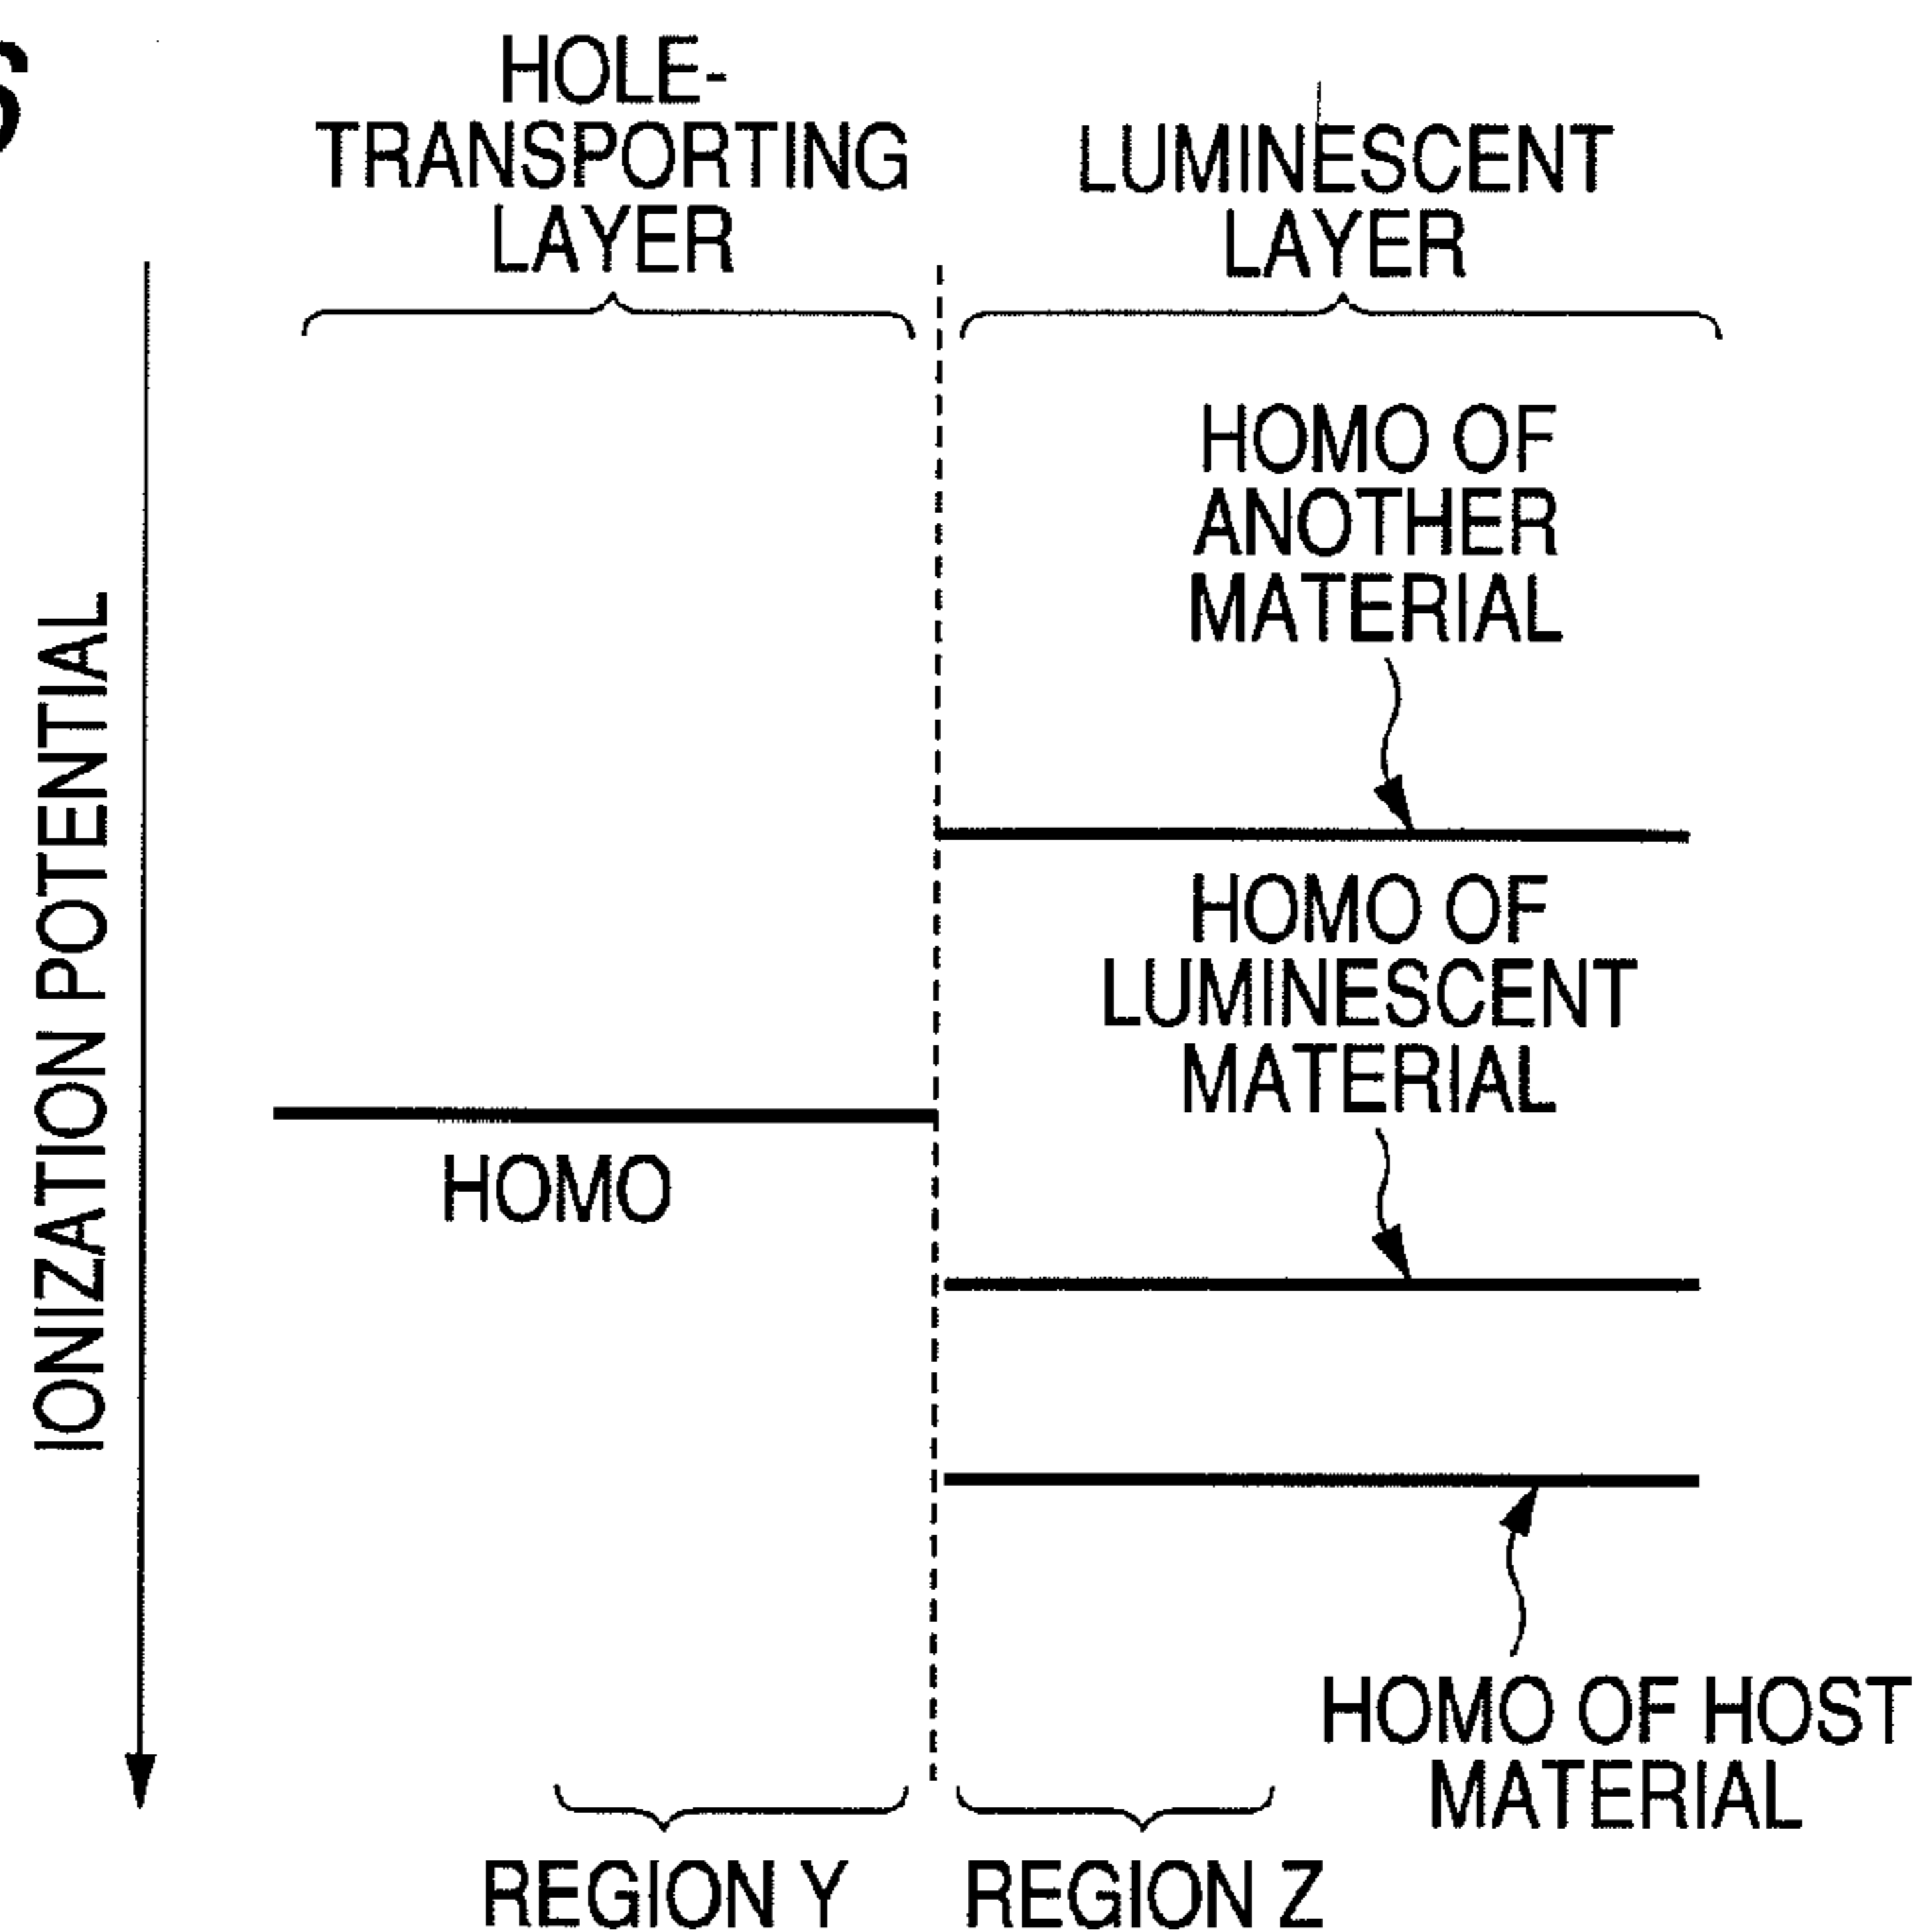 HOLE-
TRANSPORTING
LAYER
LUMINESCENT
LAYER
HOMO OF
ANOTHER
MATERIAL
HOMO OF
LUMINESCENT
MATERIAL
IONIZATION POTENTIAL
HOMO
HOMO OF HOST
MATERIAL
REGION Y
REGION Z